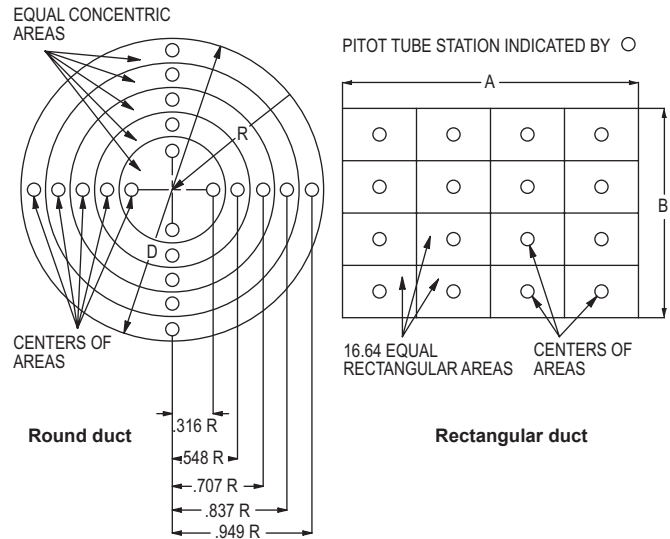 EQUAL CONCENTRIC
AREAS
R
D
CENTERS OF
AREAS
Round duct
.316 R
.548 R
.707 R
.837 R
.949 R
PITOT TUBE STATION INDICATED BY
A
B
16.64 EQUAL
RECTANGULAR AREAS
CENTERS OF
AREAS
Rectangular duct